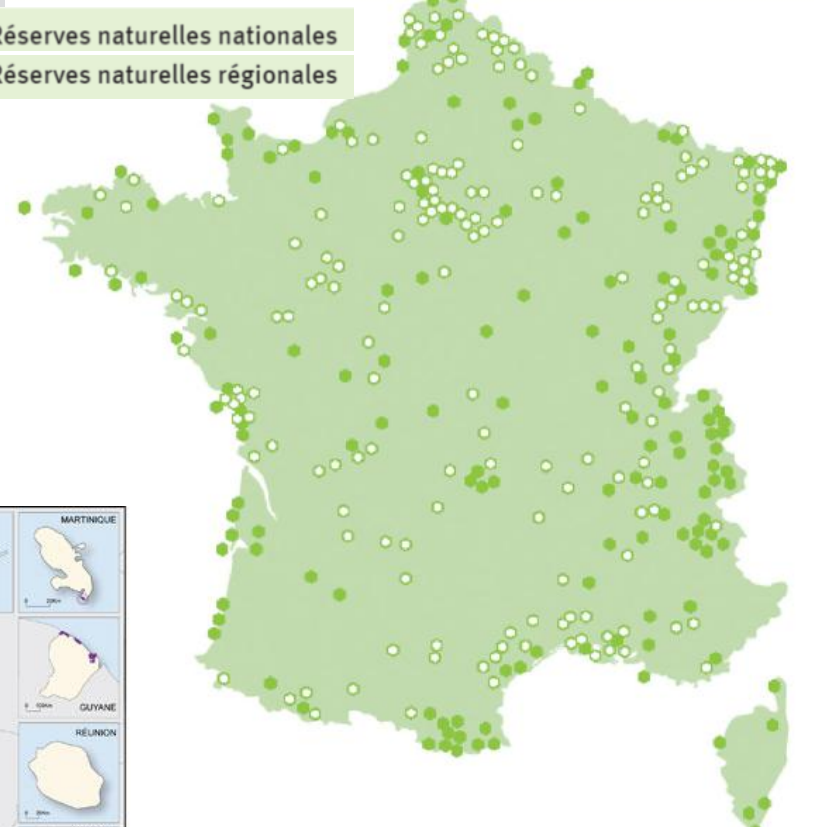 Réserves naturelles nationales
Réserves naturelles régionales
MARTINIQUE
GUYANE
RÉUNION